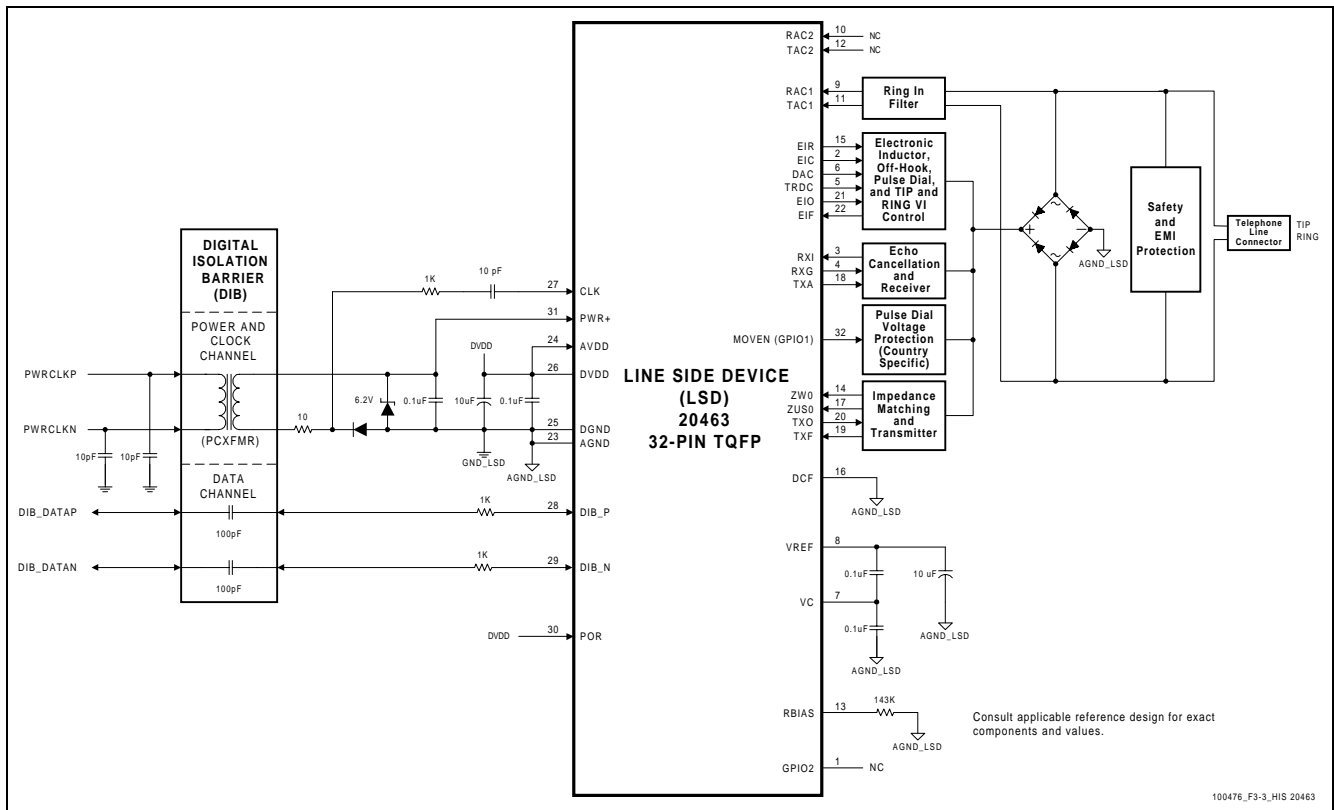 RAC2
10
NC
TAC2
12
NC
RAC1
9
TAC1
11
Ring In
Filter
EIR
15
EIC
2
DAC
6
TRDC
5
EIO
21
EIF
22
Electronic
Inductor,
Off-Hook,
Pulse Dial,
and TIP and
RING VI
Control
RXI
3
RXG
4
TXA
18
Echo
Cancellation
and
Receiver
MOVEN (GPIO1)
32
Pulse Dial
Voltage
Protection
(Country
Specific)
ZW0
14
ZUS0
17
TXO
20
TXF
19
Impedance
Matching
and
Transmitter
~
+
−
~
AGND_LSD
Safety
and
EMI
Protection
Telephone
Line
Connector
TIP
RING
DCF
16
AGND_LSD
VREF
8
0.1uF
10 uF
VC
7
0.1uF
AGND_LSD
AGND_LSD
RBIAS
13
143K
AGND_LSD
GPIO2
1
NC
LINE SIDE DEVICE
(LSD)
20463
32-PIN TQFP
DIGITAL
ISOLATION
BARRIER
(DIB)
POWER AND
CLOCK
CHANNEL
(PCXFMR)
DATA
CHANNEL
PWRCLKP
PWRCLKN
10pF
10pF
DIB_DATAP
100pF
DIB_DATAN
100pF
1K
10 pF
27
CLK
31
PWR+
24
AVDD
DVDD
26
DVDD
10
6.2V
0.1uF
10uF
0.1uF
25
DGND
23
AGND
GND_LSD
AGND_LSD
1K
28
DIB_P
1K
29
DIB_N
DVDD
30
POR
Consult applicable reference design for exact
components and values.
100476_F3-3_HIS 20463